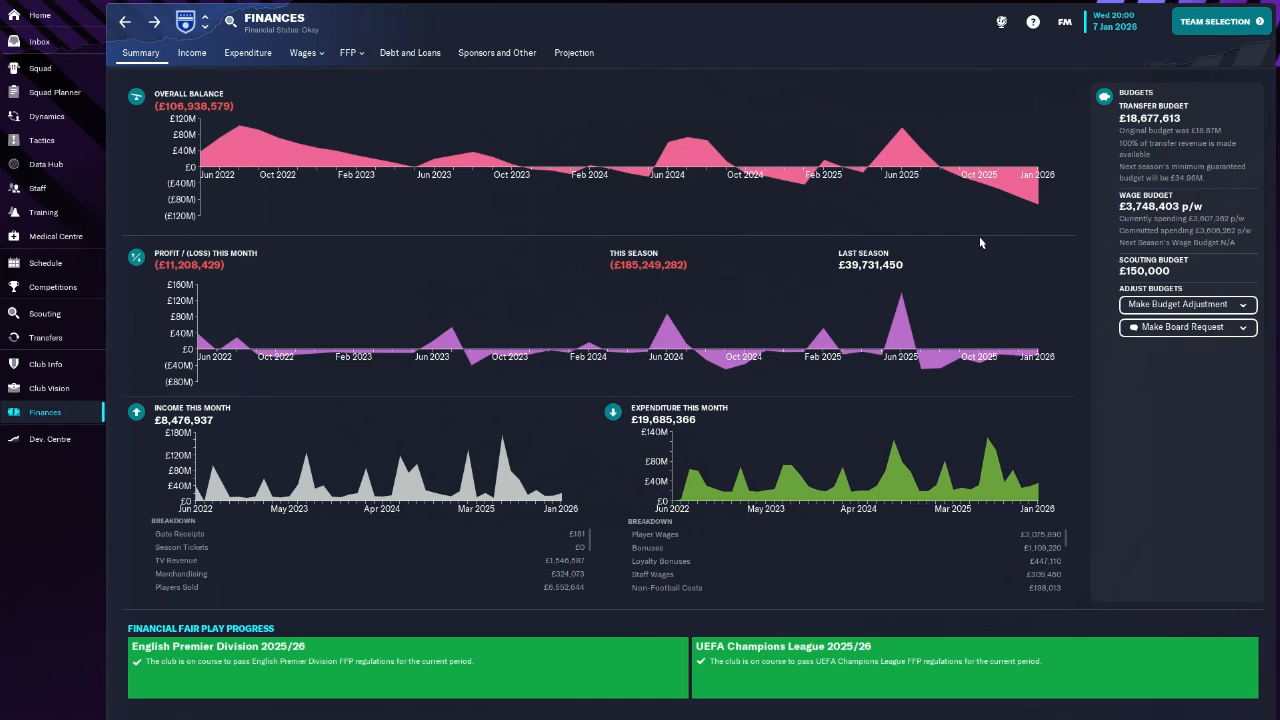 Home
Inbox
Squad
Squad Planner
Dynamics
Tactics
Data Hub
Staff
Training
Medical Centre
Schedule
Competitions
Scouting
Transfers
Club Info
Club Vision
Finances
Dev. Centre
FINANCES
Financial Status: Okay
?
FM
Wed 20:00
7 Jan 2026
TEAM SELECTION
Summary
Income
Expenditure
Wages
FFP
Debt and Loans
Sponsors and Other
Projection
OVERALL BALANCE
(£106,938,579)
£120M
£80M
£40M
£0
(£40M)
(£80M)
(£120M)
Jun 2022 Oct 2022 Feb 2023 Jun 2023 Oct 2023 Feb 2024 Jun 2024 Oct 2024 Feb 2025 Jun 2025 Oct 2025 Jan 2026
PROFIT / (LOSS) THIS MONTH
(£11,208,429)
THIS SEASON
(£185,249,282)
LAST SEASON
£39,731,450
£160M
£120M
£80M
£40M
£0
(£40M)
(£80M)
Jun 2022 Oct 2022 Feb 2023 Jun 2023 Oct 2023 Feb 2024 Jun 2024 Oct 2024 Feb 2025 Jun 2025 Oct 2025 Jan 2026
INCOME THIS MONTH
£8,476,937
£180M
£120M
£80M
£40M
£0
Jun 2022 May 2023 Apr 2024 Mar 2025 Jan 2026
BREAKDOWN
Gate Receipts £181
Season Tickets £0
TV Revenue £1,546,587
Merchandising £324,073
Players Sold £6,552,644
EXPENDITURE THIS MONTH
£19,685,366
£140M
£80M
£40M
£0
Jun 2022 May 2023 Apr 2024 Mar 2025 Jan 2026
BREAKDOWN
Player Wages £3,075,890
Bonuses £1,109,220
Loyalty Bonuses £447,110
Staff Wages £309,460
Non-Football Costs £198,013
BUDGETS
TRANSFER BUDGET
£18,677,613
Original budget was £18.67M
100% of transfer revenue is made
available
Next season's minimum guaranteed
budget will be £34.96M.
WAGE BUDGET
£3,748,403 p/w
Currently spending £3,607,362 p/w
Committed spending £3,606,262 p/w
Next Season's Wage Budget N/A
SCOUTING BUDGET
£150,000
ADJUST BUDGETS
Make Budget Adjustment
Make Board Request
FINANCIAL FAIR PLAY PROGRESS
English Premier Division 2025/26
The club is on course to pass English Premier Division FFP regulations for the current period.
UEFA Champions League 2025/26
The club is on course to pass UEFA Champions League FFP regulations for the current period.